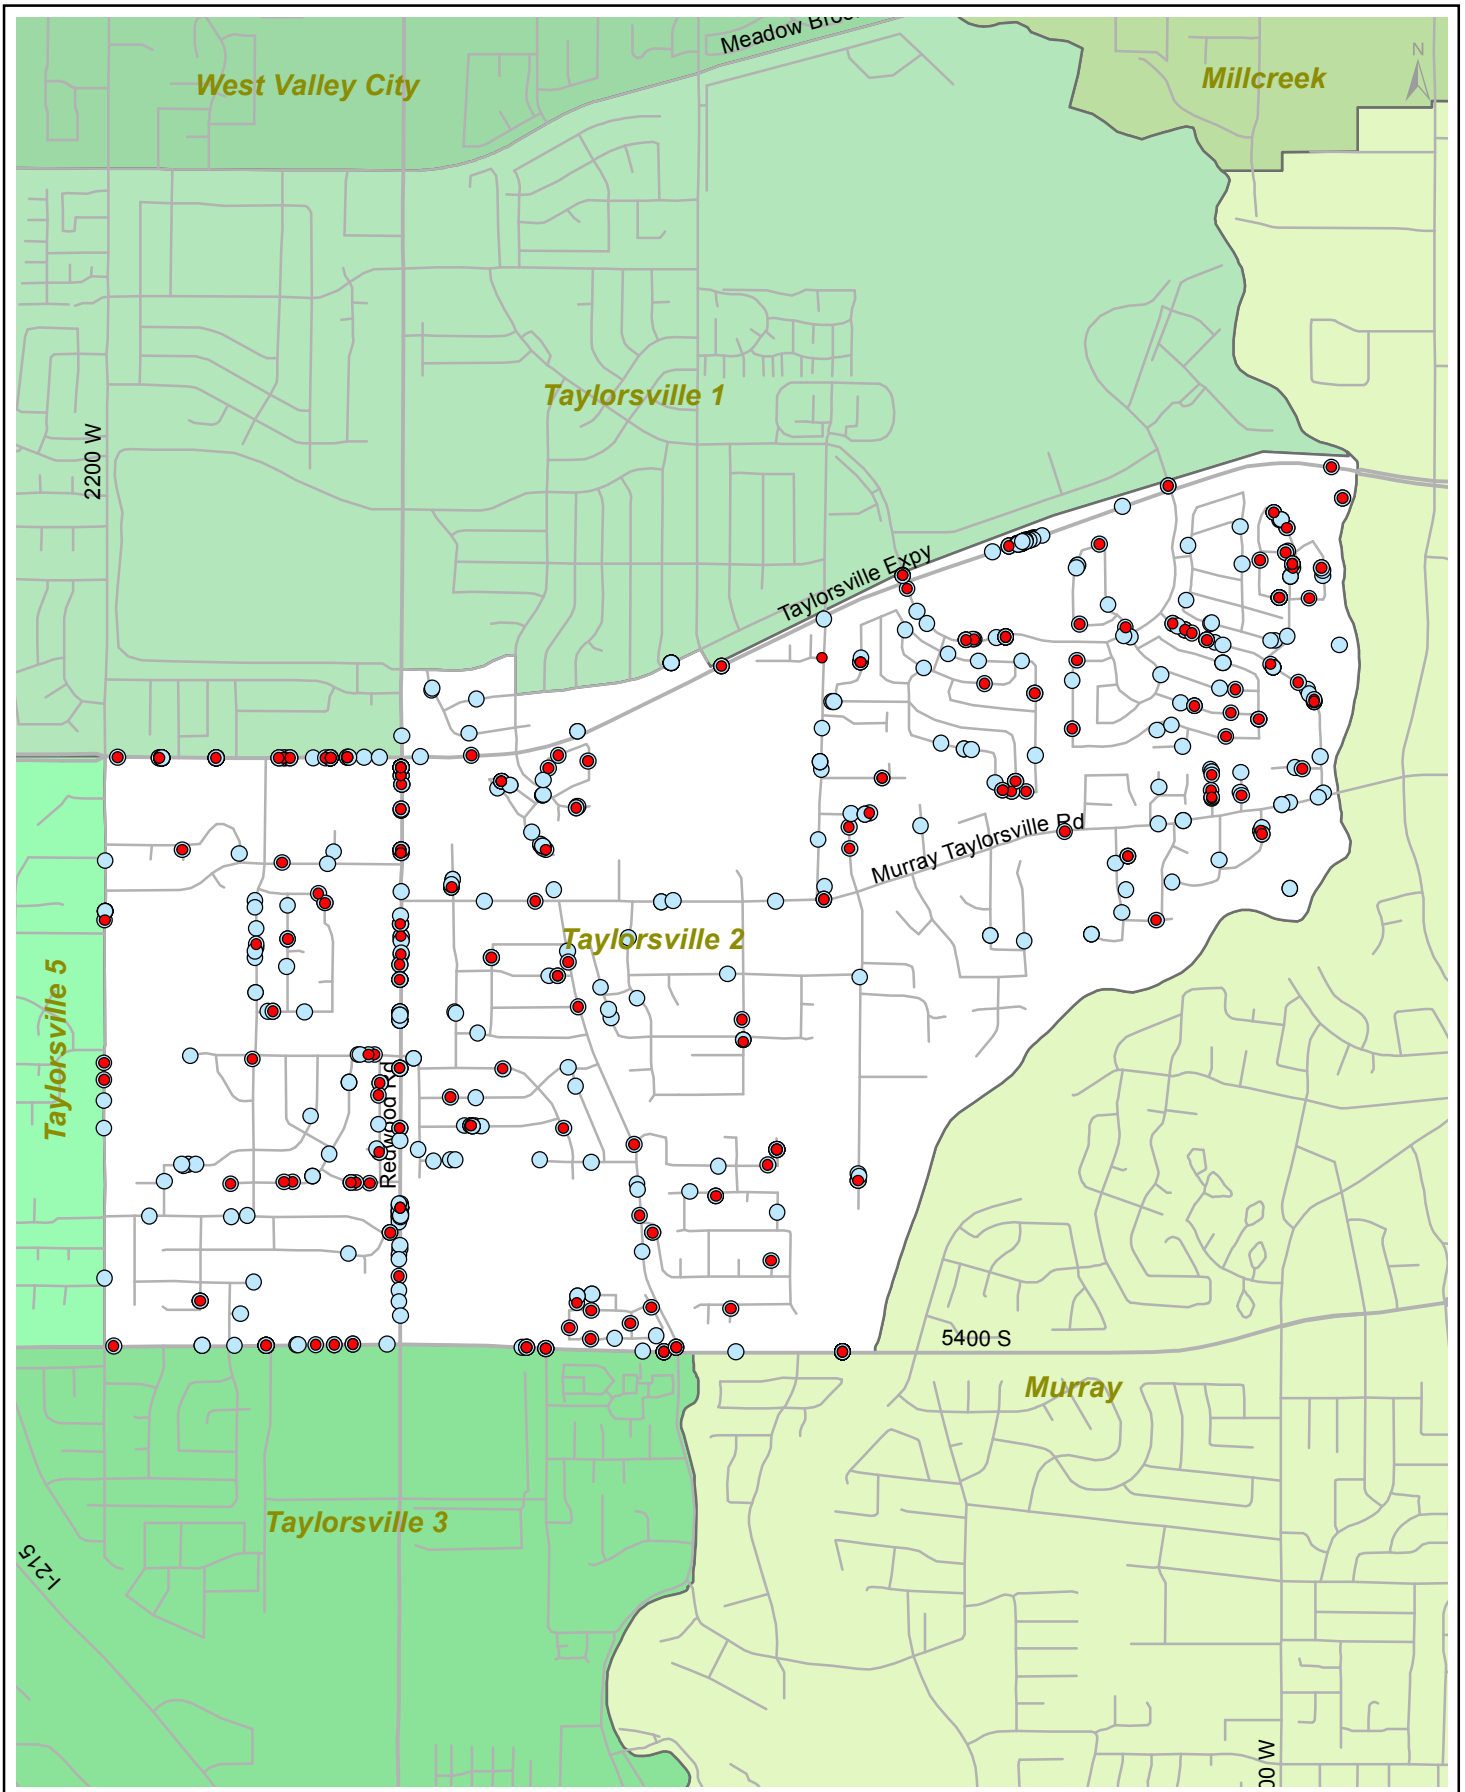 Meadow
West Valley City
Millcreek
N
Taylorsville 1
2200 W
Taylorsville Expy
Murray Taylorsville Rd
Taylorsville 2
Taylorsville 5
Redwood Rd
5400 S
Murray
Taylorsville 3
I-215
00 W